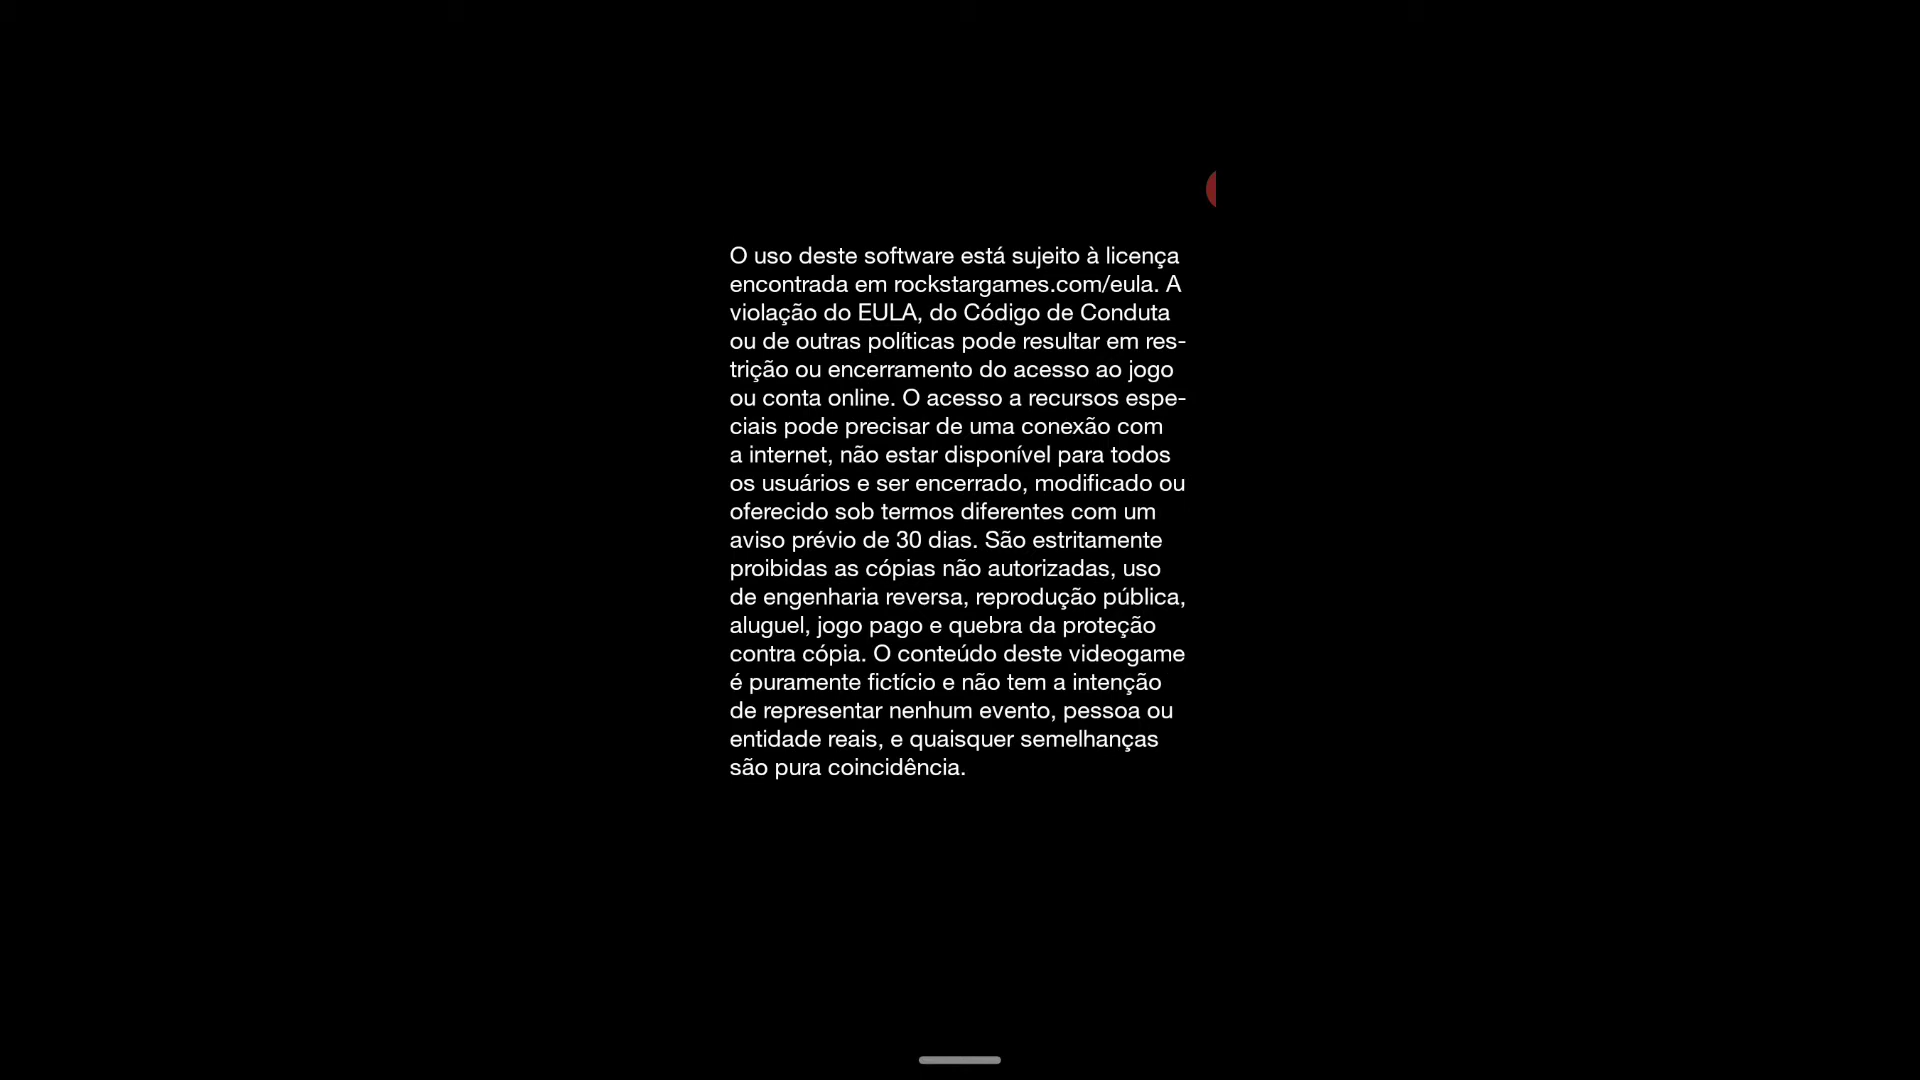 O uso deste software está sujeito à licença
encontrada em rockstargames.com/eula. A
violação do EULA, do Código de Conduta
ou de outras políticas pode resultar em res-
trição ou encerramento do acesso ao jogo
ou conta online. O acesso a recursos espe-
ciais pode precisar de uma conexão com
a internet, não estar disponível para todos
os usuários e ser encerrado, modificado ou
oferecido sob termos diferentes com um
aviso prévio de 30 dias. São estritamente
proibidas as cópias não autorizadas, uso
de engenharia reversa, reprodução pública,
aluguel, jogo pago e quebra da proteção
contra cópia. O conteúdo deste videogame
é puramente fictício e não tem a intenção
de representar nenhum evento, pessoa ou
entidade reais, e quaisquer semelhanças
são pura coincidência.